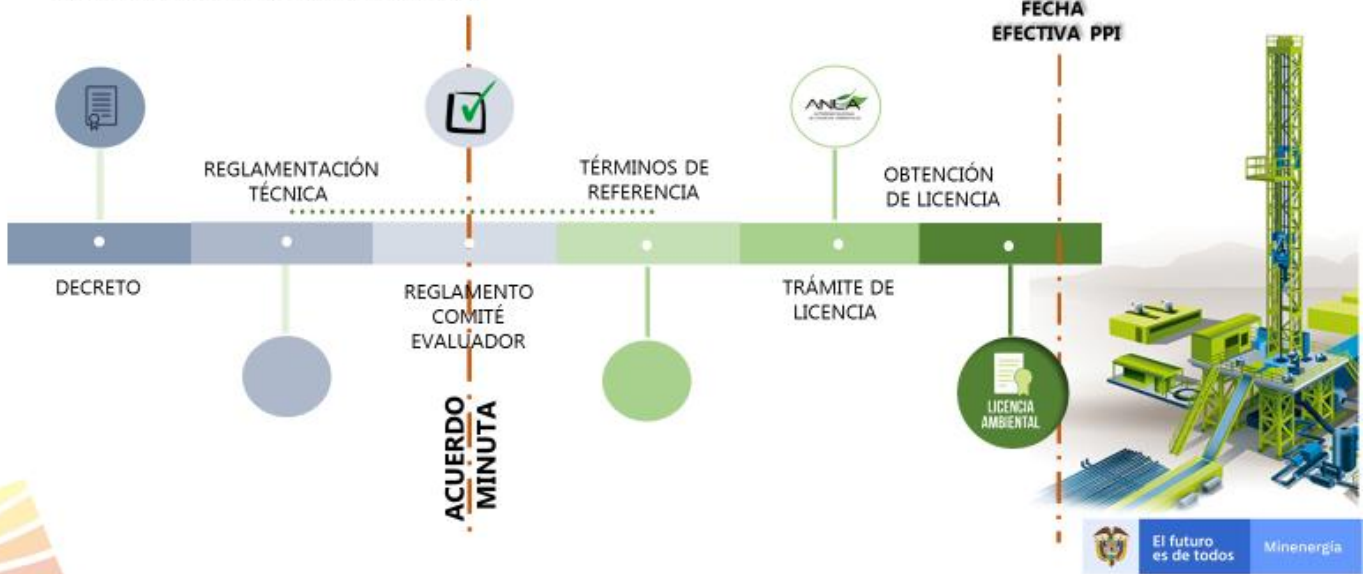 FECHA
EFECTIVA PPI
ANLA
REGLAMENTACIÓN
TÉCNICA
TÉRMINOS DE
REFERENCIA
OBTENCIÓN
DE LICENCIA
DECRETO
REGLAMENTO
COMITÉ
EVALUADOR
TRÁMITE DE
LICENCIA
ACUERDO
MINUTA
LICENCIA
AMBIENTAL
El futuro
es de todos
Minenergía